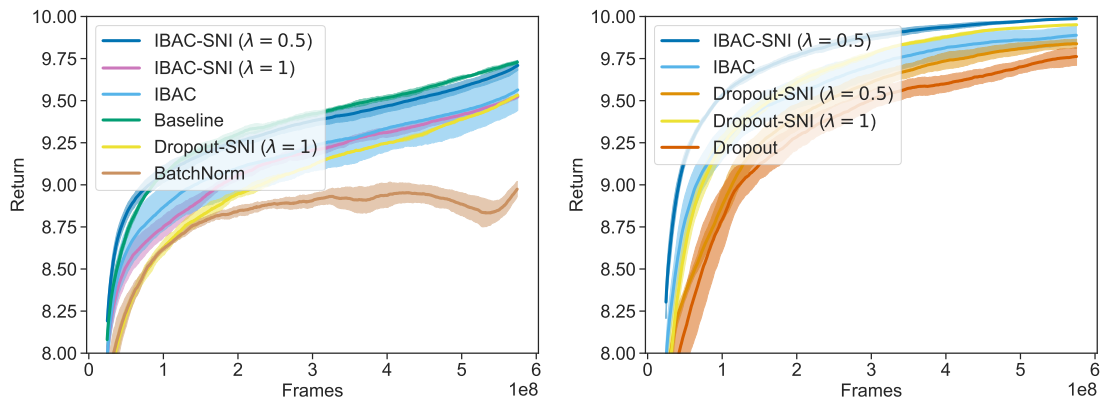 10.00
9.75
9.50
9.25
9.00
8.75
8.50
8.25
8.00
Return
IBAC-SNI (λ = 0.5)
IBAC-SNI (λ = 1)
IBAC
Baseline
Dropout-SNI (λ = 1)
BatchNorm
0 1 2 3 4 5 6
Frames
1e8
10.00
9.75
9.50
9.25
9.00
8.75
8.50
8.25
8.00
Return
IBAC-SNI (λ = 0.5)
IBAC
Dropout-SNI (λ = 0.5)
Dropout-SNI (λ = 1)
Dropout
0 1 2 3 4 5 6
Frames
1e8